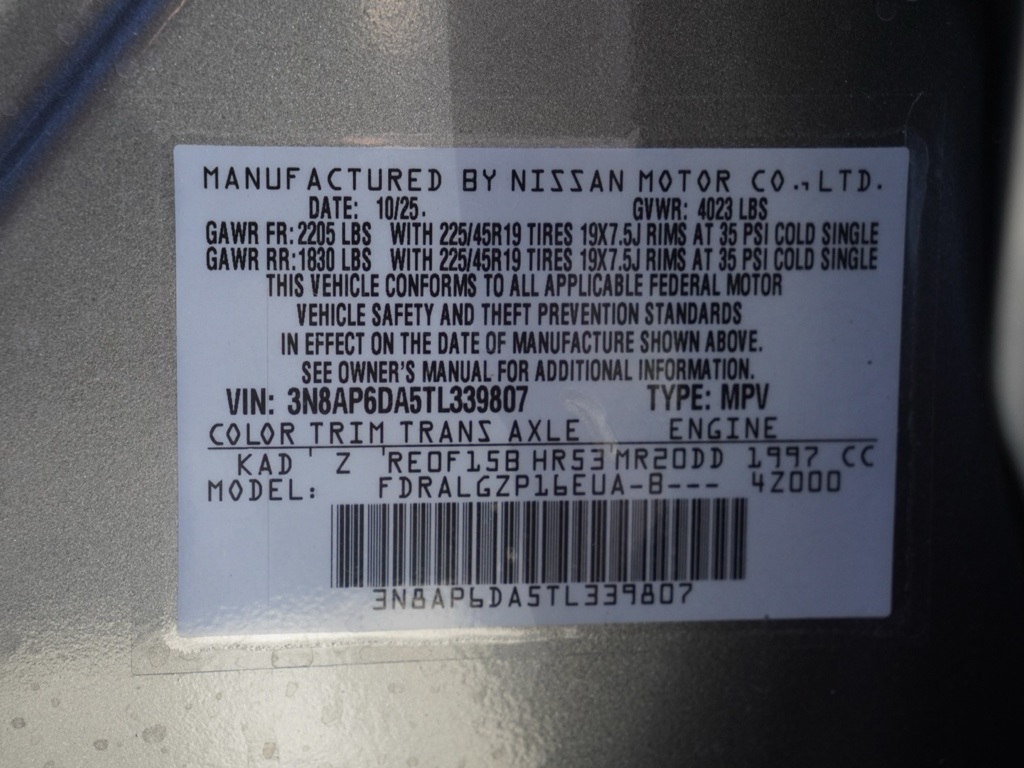 MANUFACTURED BY NISSAN MOTOR CO., LTD.
DATE: 10/25. GVWR: 4023 LBS
GAWR FR: 2205 LBS WITH 225/45R19 TIRES 19X7.5J RIMS AT 35 PSI COLD SINGLE
GAWR RR: 1830 LBS WITH 225/45R19 TIRES 19X7.5J RIMS AT 35 PSI COLD SINGLE
THIS VEHICLE CONFORMS TO ALL APPLICABLE FEDERAL MOTOR
VEHICLE SAFETY AND THEFT PREVENTION STANDARDS
IN EFFECT ON THE DATE OF MANUFACTURE SHOWN ABOVE.
SEE OWNER'S MANUAL FOR ADDITIONAL INFORMATION.
VIN: 3N8AP6DA5TL339807 TYPE: MPV
COLOR TRIM TRANS AXLE ENGINE
KAD Z RE0F15B HR53 MR20DD 1997 CC
MODEL: FDRALGZP16EUA-B--- 4Z000
3N8AP6DA5TL339807